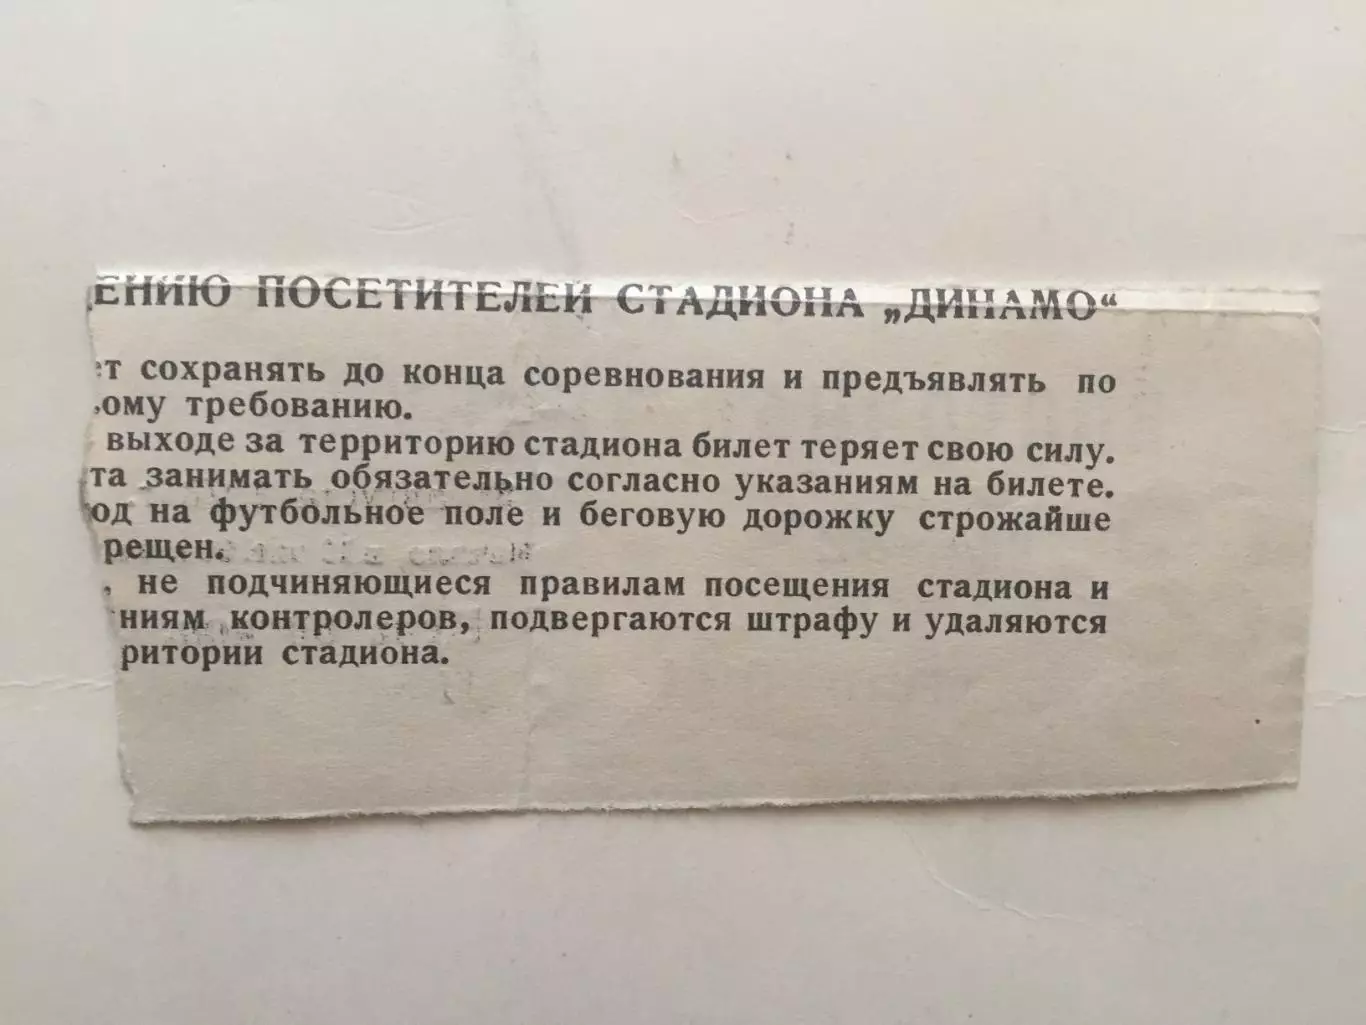 ЕНИЮ ПОСЕТИТЕЛЕЙ СТАДИОНА „ДИНАМО“
ет сохранять до конца соревнования и предъявлять по
ому требованию.
выходе за территорию стадиона билет теряет свою силу.
та занимать обязательно согласно указаниям на билете.
од на футбольное поле и беговую дорожку строжайше
рещен.
, не подчиняющиеся правилам посещения стадиона и
ниям контролеров, подвергаются штрафу и удаляются
ритории стадиона.